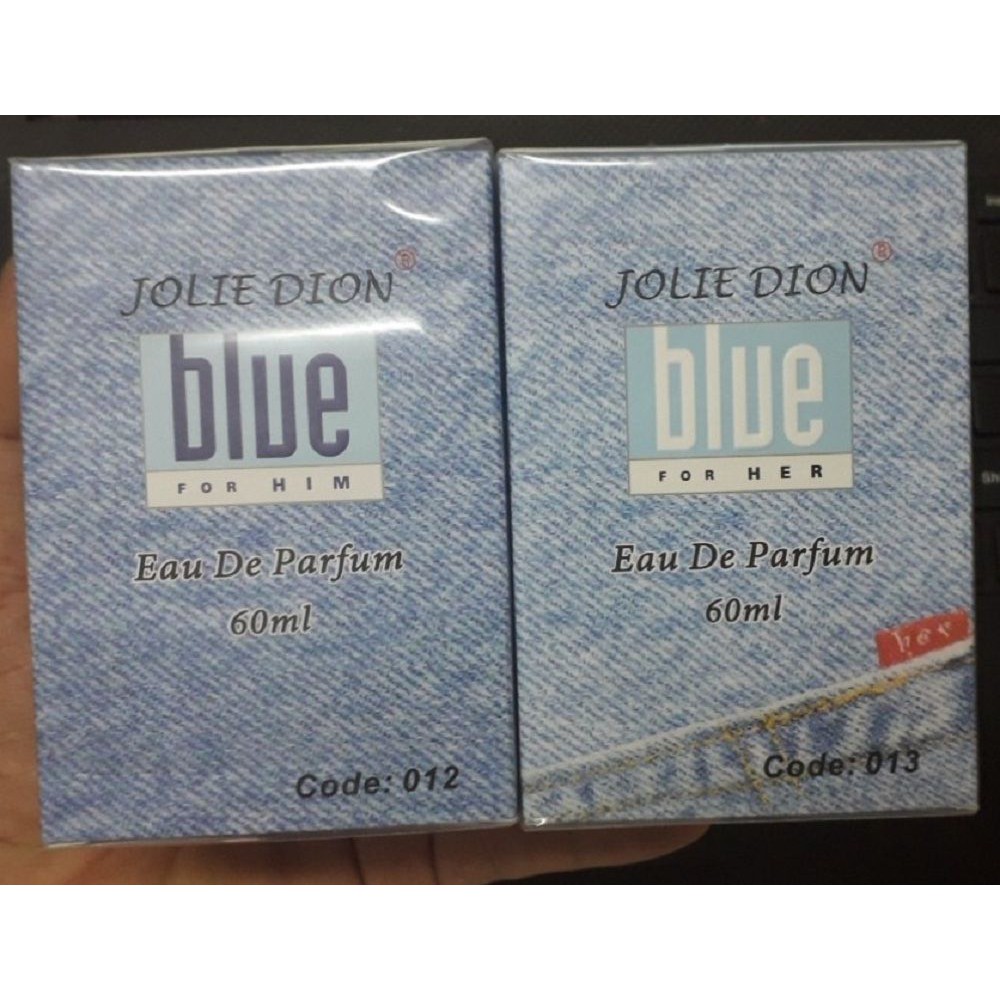 JOLIE DION®
blue
FOR HIM
Eau De Parfum
60ml
Code: 012
JOLIE DION®
blue
FOR HER
Eau De Parfum
60ml
her
Code: 013